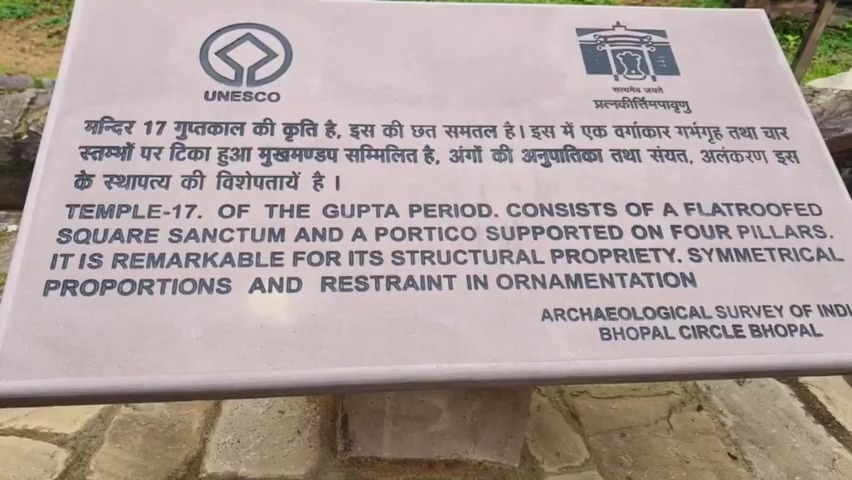 UNESCO
सत्यमेव जयते
प्रत्नकीर्त्तिमपावृणु
मन्दिर 17 गुप्तकाल की कृति है, इस की छत समतल है। इस में एक वर्गाकार गर्भगृह तथा चार
स्तम्भों पर टिका हुआ मुखमण्डप सम्मिलित है, अंगों की अनुपातिका तथा संयत, अलंकरण इस
के स्थापत्य की विशेषतायें है।
TEMPLE-17. OF THE GUPTA PERIOD. CONSISTS OF A FLATROOFED
SQUARE SANCTUM AND A PORTICO SUPPORTED ON FOUR PILLARS.
IT IS REMARKABLE FOR ITS STRUCTURAL PROPRIETY. SYMMETRICAL
PROPORTIONS AND RESTRAINT IN ORNAMENTATION
ARCHAEOLOGICAL SURVEY OF INDI
BHOPAL CIRCLE BHOPAL